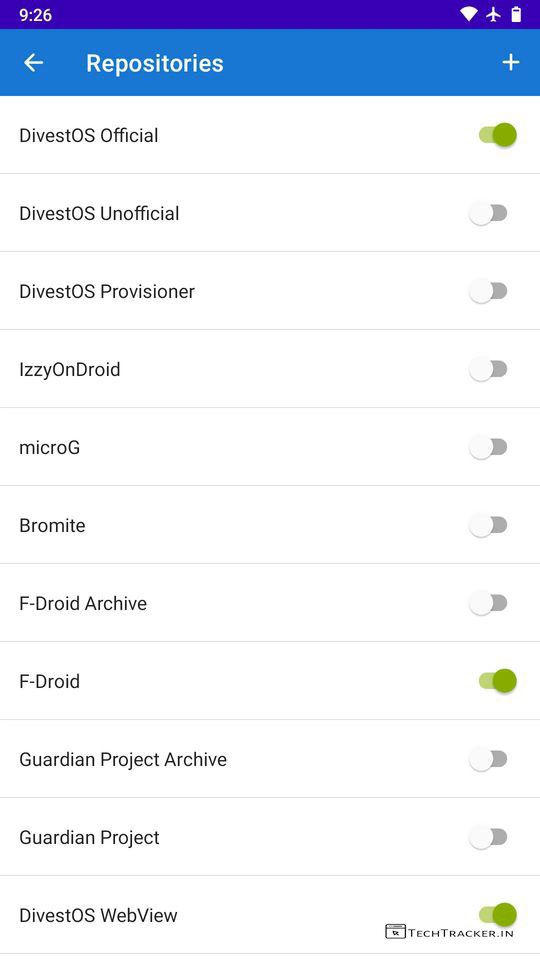 9:26
Repositories
DivestOS Official
DivestOS Unofficial
DivestOS Provisioner
IzzyOnDroid
microG
Bromite
F-Droid Archive
F-Droid
Guardian Project Archive
Guardian Project
DivestOS WebView
TECHTRACKER.IN